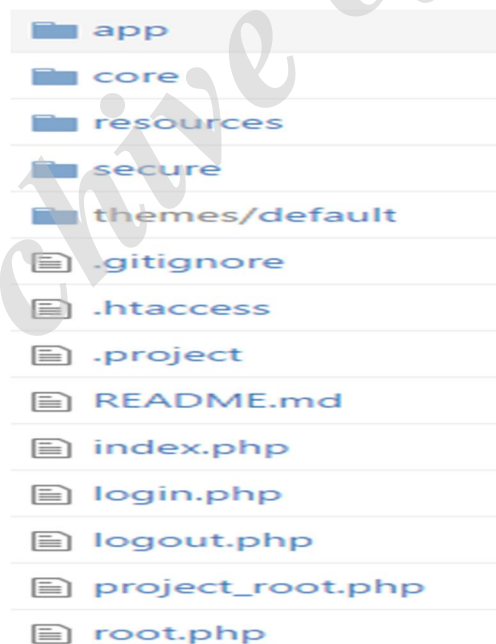 app
core
resources
secure
themes/default
.gitignore
.htaccess
.project
README.md
index.php
login.php
logout.php
project_root.php
root.php